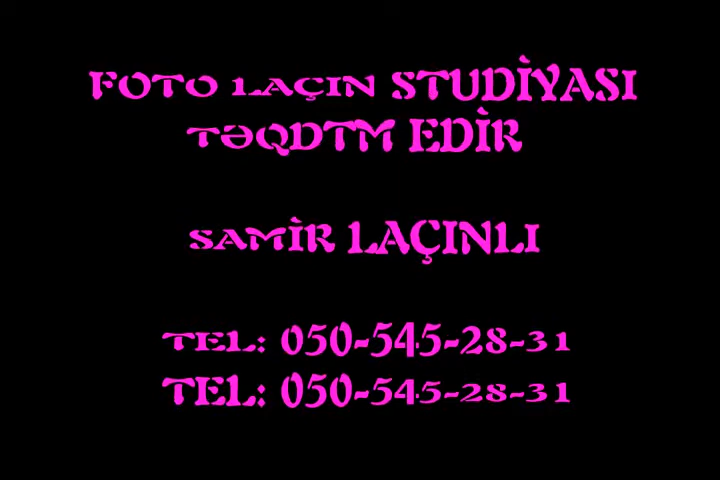 FOTO LAÇIN STUDİYASI
TƏQDTM EDİR
SAMİR LAÇINLI
TEL: 050-545-28-31
TEL: 050-545-28-31